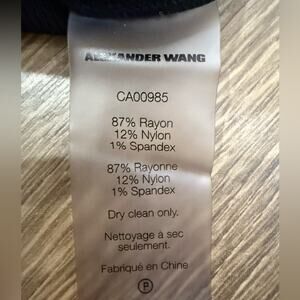 ALEXANDER WANG
CA00985
87% Rayon
12% Nylon
1% Spandex
87% Rayonne
12% Nylon
1% Spandex
Dry clean only.
Nettoyage à sec
seulement.
Fabriqué en Chine
P